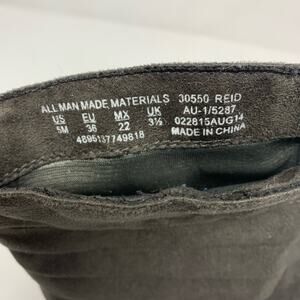 ALL MAN MADE MATERIALS 30550 REID
US EU MX UK AU-1/5287
5M 36 22 3½ 022815AUG14
4895137749818 MADE IN CHINA